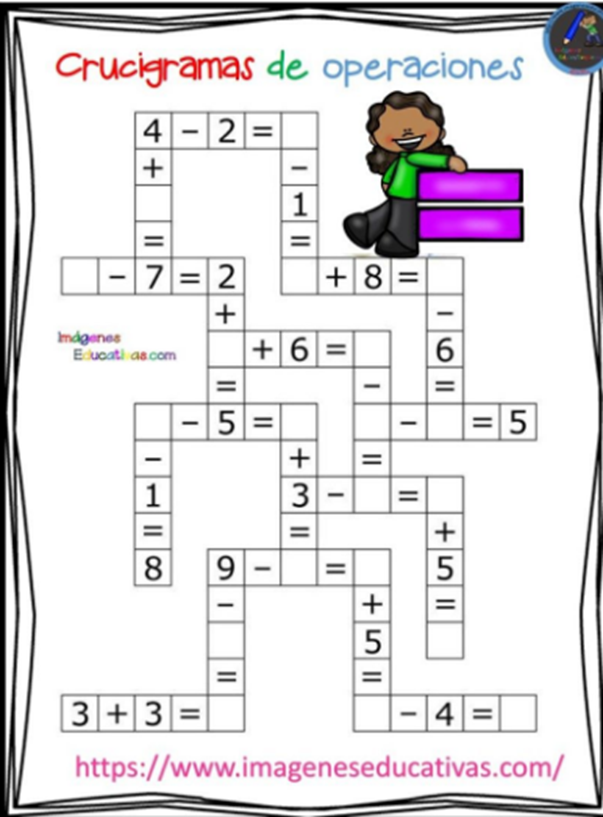 Crucigramas de operaciones
4 - 2 =
+ -
1
= =
- 7 = 2 + 8 =
+ -
Imágenes
Educativas.com
+ 6 = 6
= - =
- 5 = - = 5
- + =
1 3 - =
= = +
8 9 - = 5
- + =
5
= =
3 + 3 = - 4 =
https://www.imageneseducativas.com/